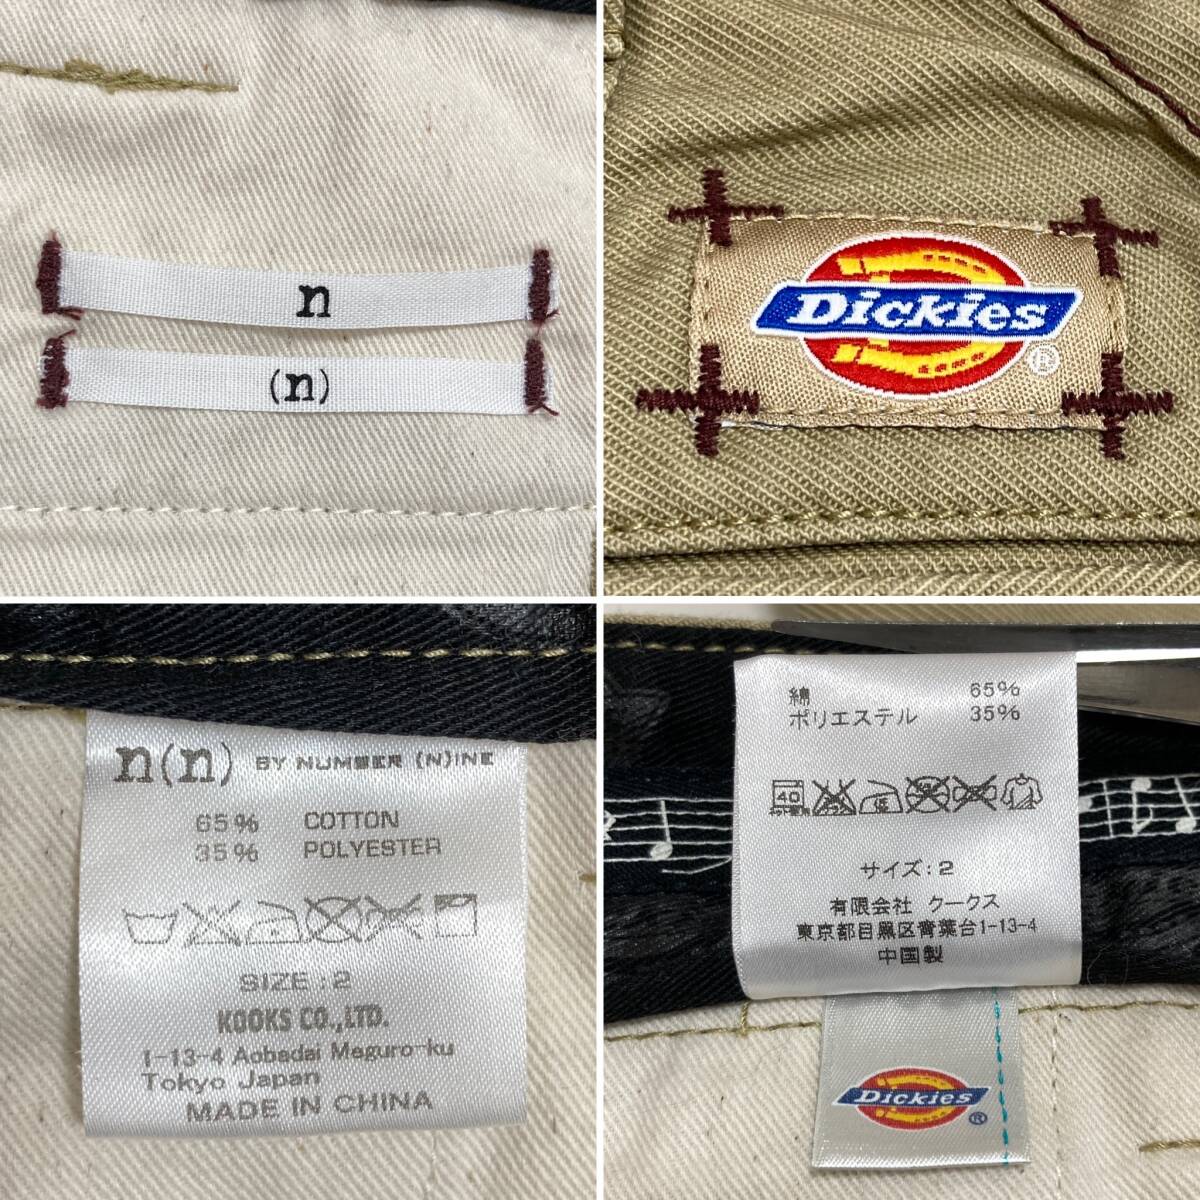 n
(n)
Dickies
®
n(n) BY NUMBER (N)INE
65% COTTON
35% POLYESTER
SIZE:2
KOOKS CO.,LTD.
1-13-4 Aobadai Meguro-ku
Tokyo Japan
MADE IN CHINA
綿 65%
ポリエステル 35%
40
低
サイズ:2
有限会社 クークス
東京都目黒区青葉台1-13-4
中国製
Dickies
®